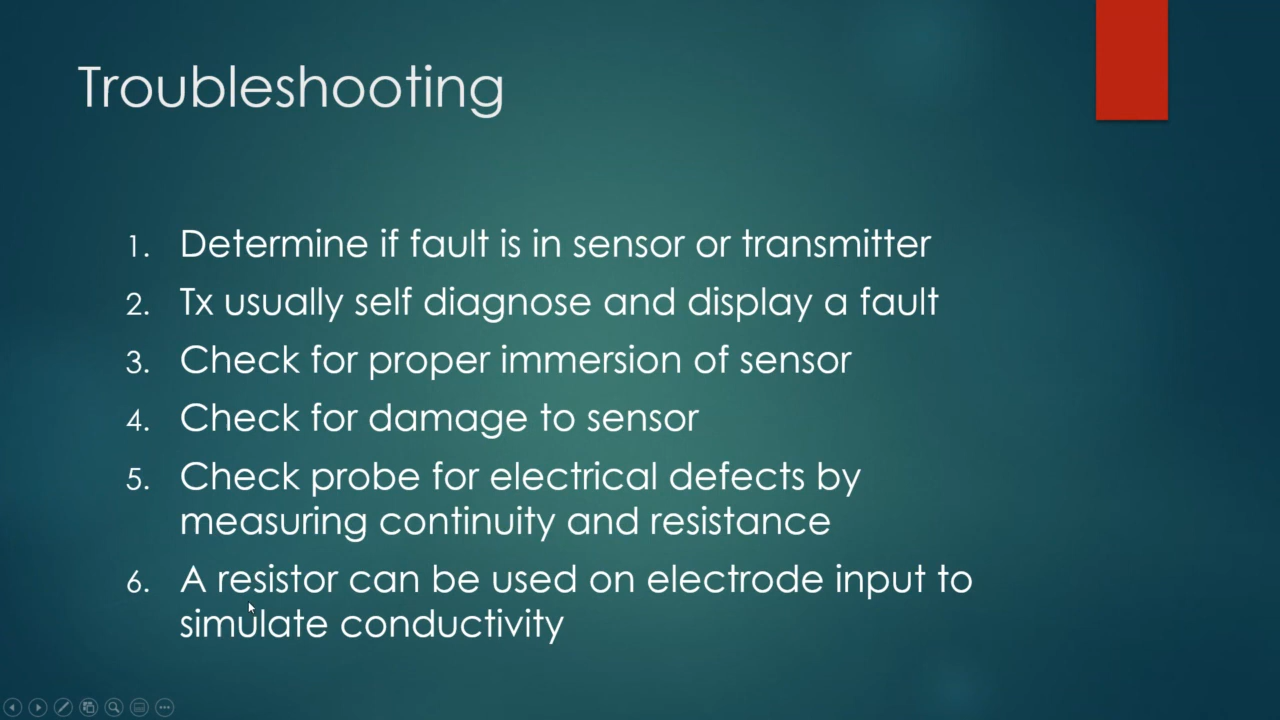 Troubleshooting
1. Determine if fault is in sensor or transmitter
2. Tx usually self diagnose and display a fault
3. Check for proper immersion of sensor
4. Check for damage to sensor
5. Check probe for electrical defects by
measuring continuity and resistance
6. A resistor can be used on electrode input to
simulate conductivity